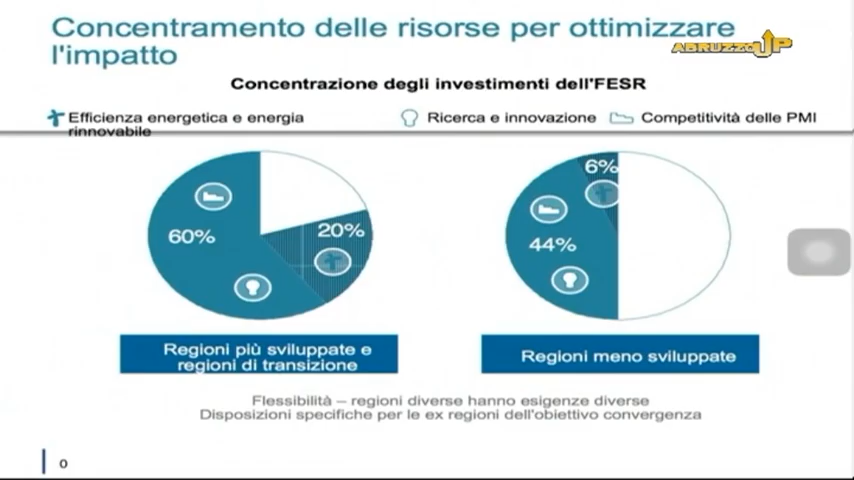 Concentramento delle risorse per ottimizzare
l'impatto
ABRUZZOUP
Concentrazione degli investimenti dell'FESR
Efficienza energetica e energia
rinnovabile
Ricerca e innovazione
Competitività delle PMI
60%
20%
6%
44%
Regioni più sviluppate e
regioni di transizione
Regioni meno sviluppate
Flessibilità – regioni diverse hanno esigenze diverse
Disposizioni specifiche per le ex regioni dell'obiettivo convergenza
0